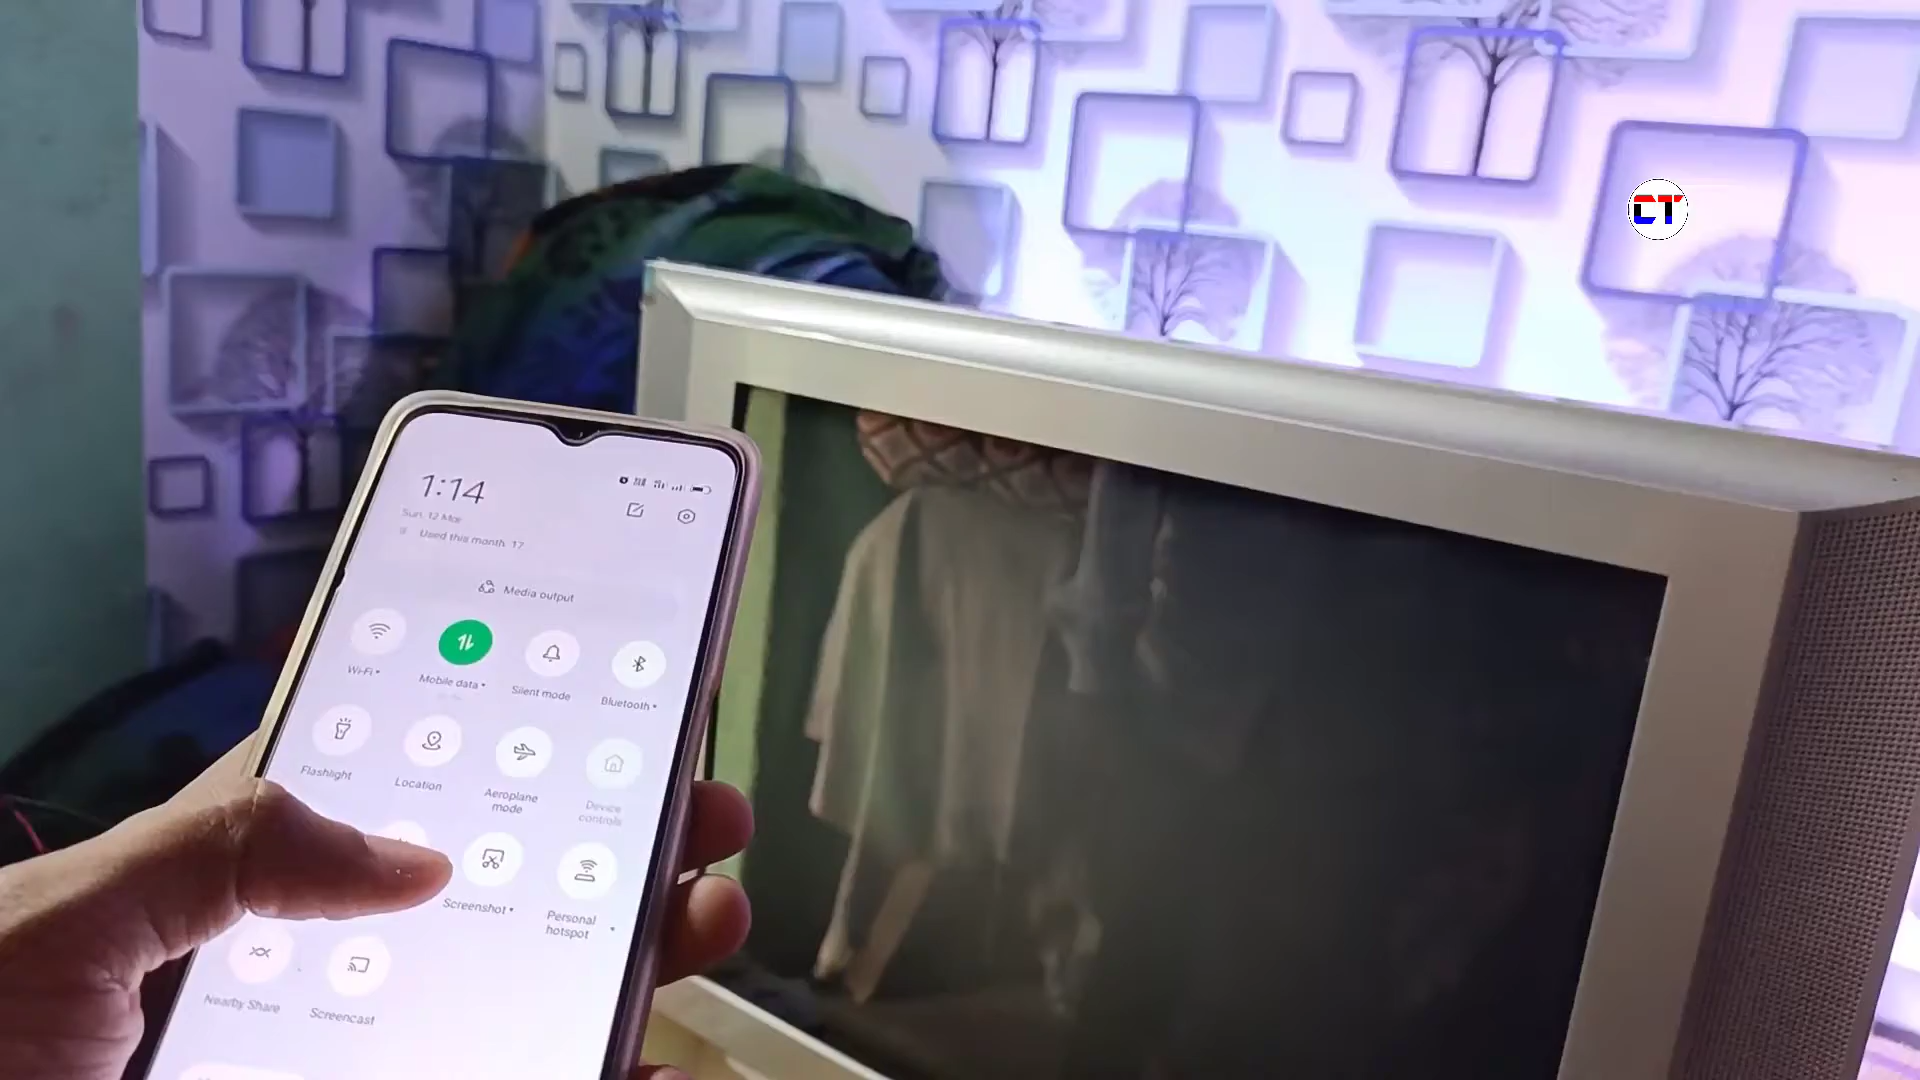 CT
1:14
Sun, 12 Mar
Used this month 17
Media output
Wi-Fi
Mobile data
Silent mode
Bluetooth
Flashlight
Location
Aeroplane mode
Device controls
Screenshot
Personal hotspot
Nearby Share
Screencast